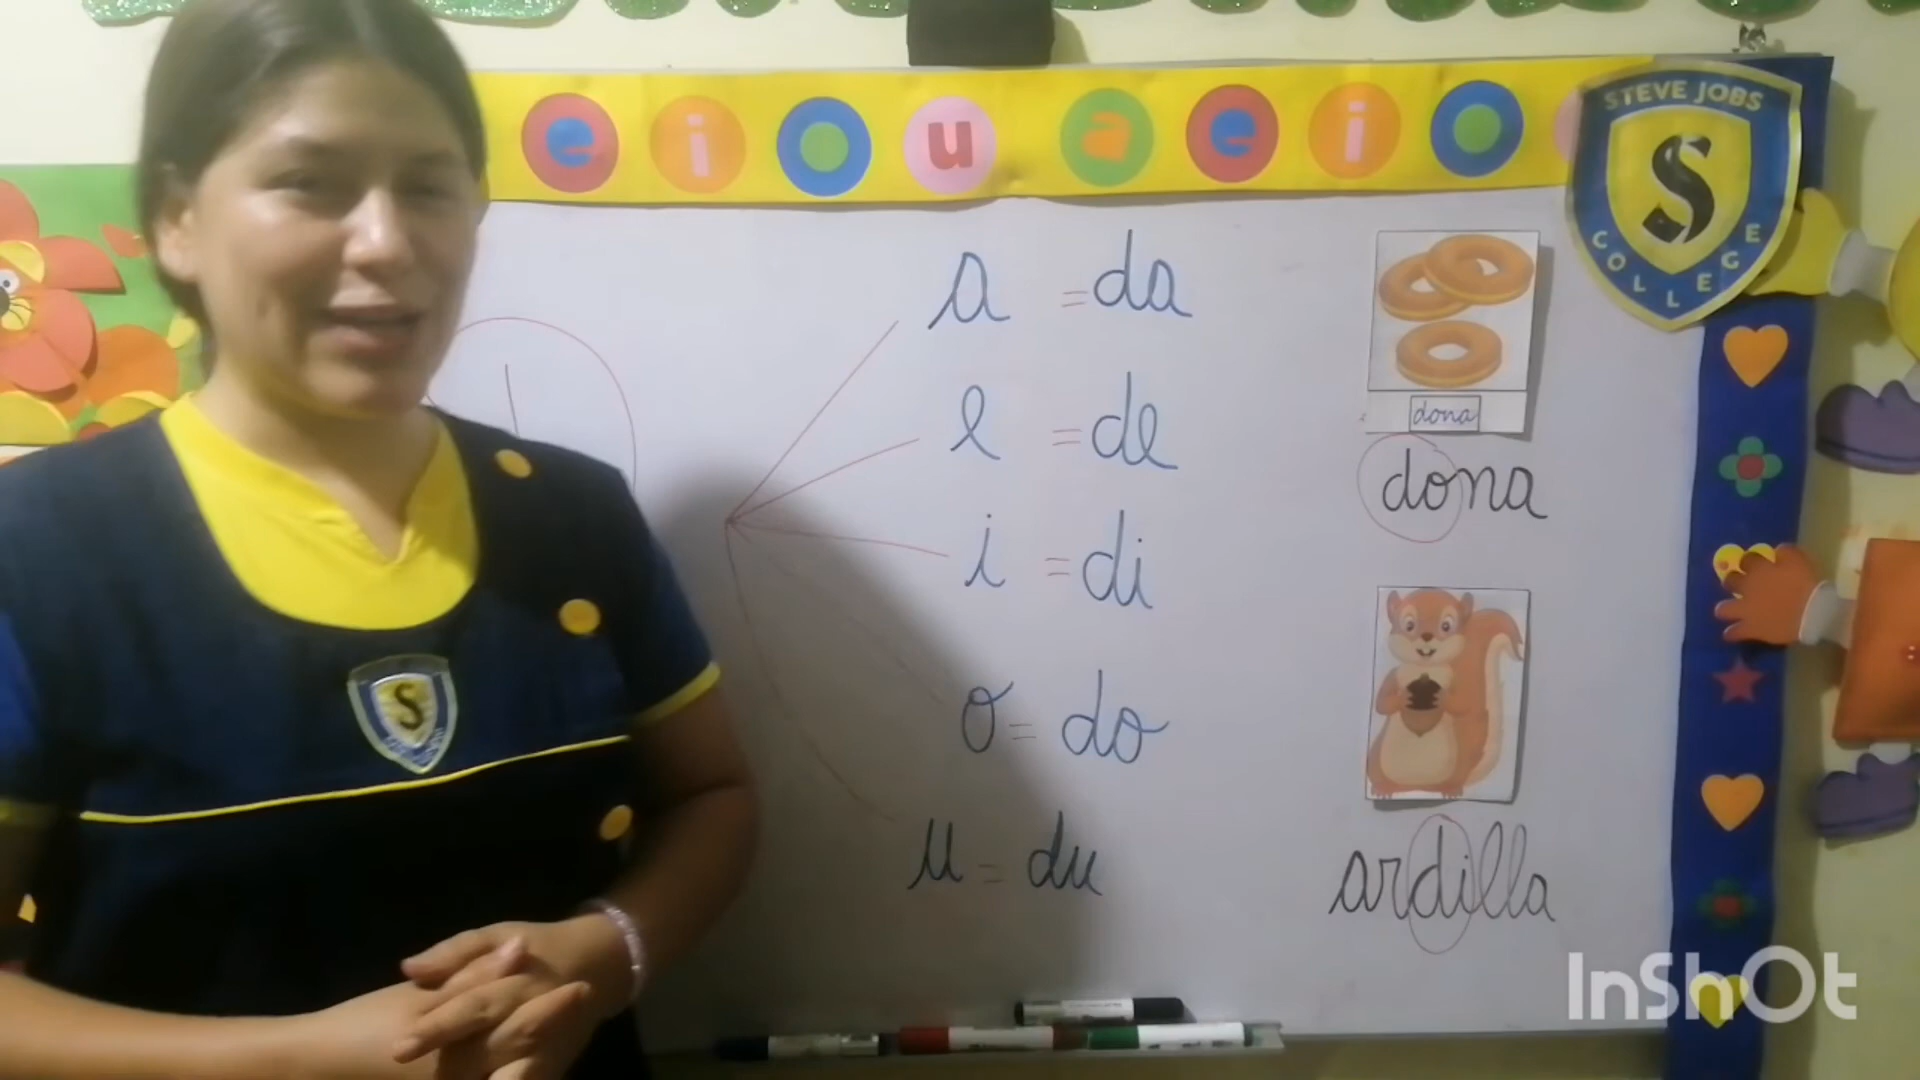 e i o u a e i o
STEVE JOBS
S
COLLEGE
a = da
e = de
i = di
o = do
u = du
dona
dona
ardilla
S
InShOt